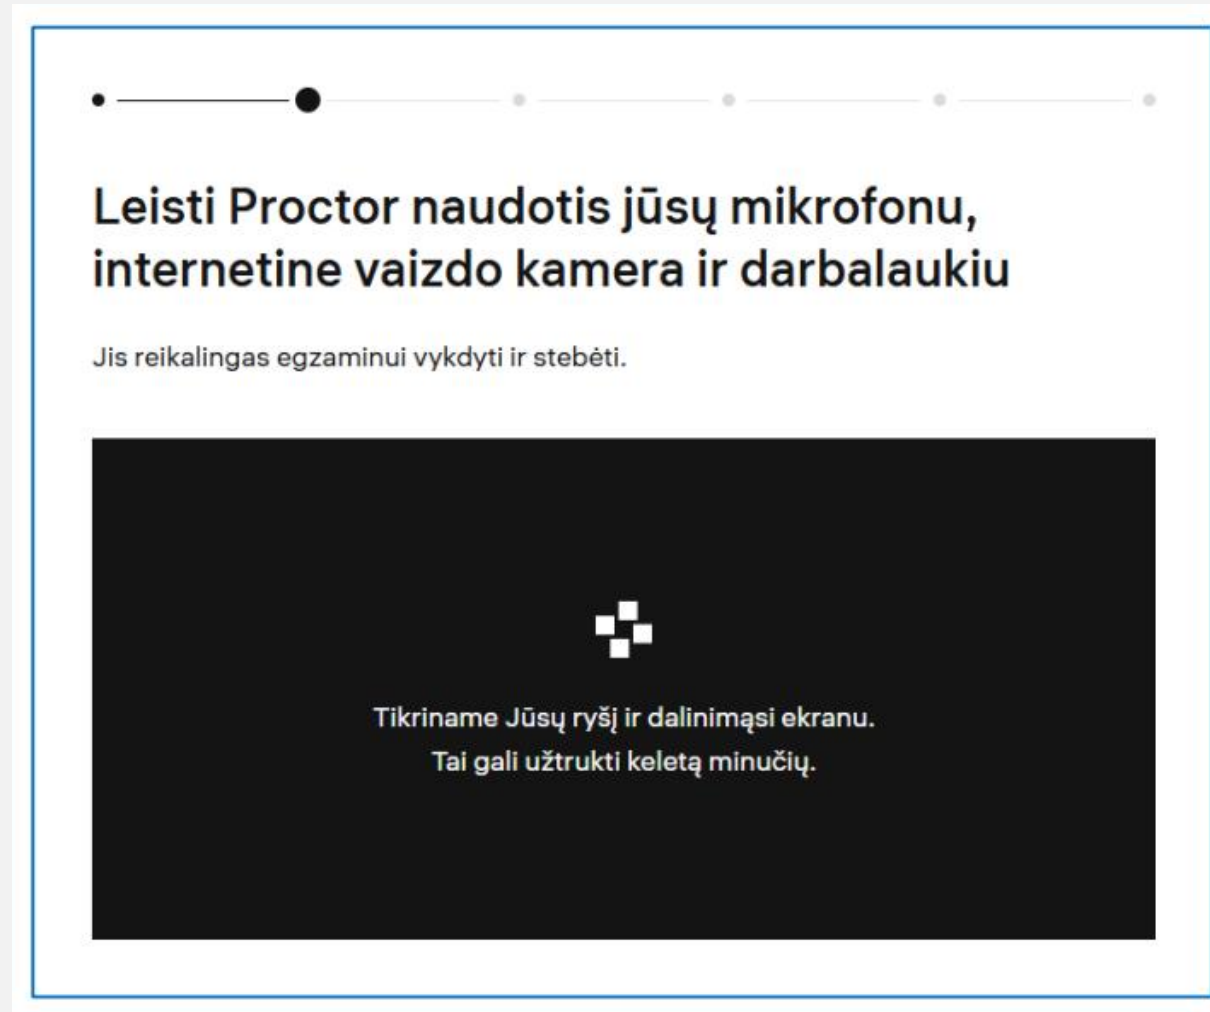 Leisti Proctor naudotis jūsų mikrofonu,
internetine vaizdo kamera ir darbalaukiu
Jis reikalingas egzaminui vykdyti ir stebėti.
Tikriname Jūsų ryšį ir dalinimąsi ekranu.
Tai gali užtrukti keletą minučių.